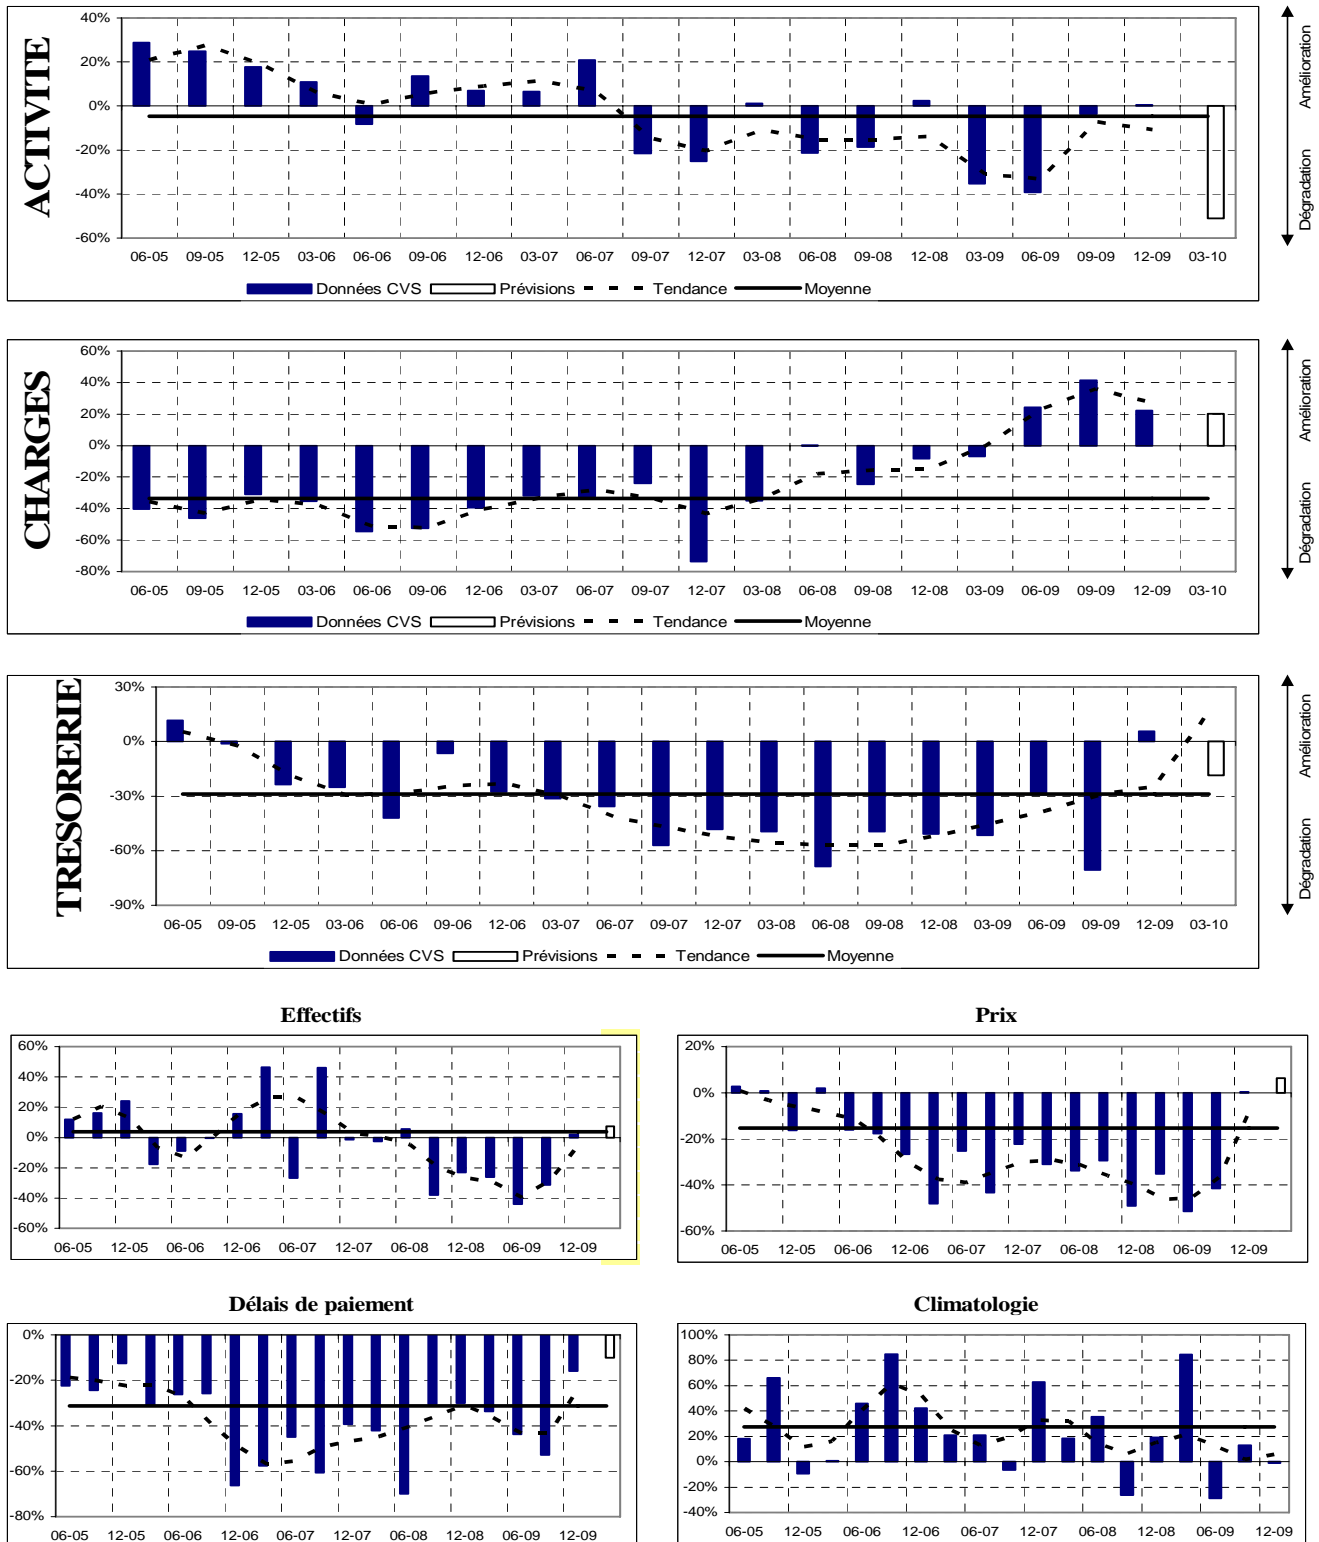 ACTIVITE
40%
20%
0%
-20%
-40%
-60%
06-05 09-05 12-05 03-06 06-06 09-06 12-06 03-07 06-07 09-07 12-07 03-08 06-08 09-08 12-08 03-09 06-09 09-09 12-09 03-10
Données CVS Prévisions Tendance Moyenne
Amélioration
Dégradation
CHARGES
60%
40%
20%
0%
-20%
-40%
-60%
-80%
06-05 09-05 12-05 03-06 06-06 09-06 12-06 03-07 06-07 09-07 12-07 03-08 06-08 09-08 12-08 03-09 06-09 09-09 12-09 03-10
Données CVS Prévisions Tendance Moyenne
Amélioration
Dégradation
TRESORERIE
30%
0%
-30%
-60%
-90%
06-05 09-05 12-05 03-06 06-06 09-06 12-06 03-07 06-07 09-07 12-07 03-08 06-08 09-08 12-08 03-09 06-09 09-09 12-09 03-10
Données CVS Prévisions Tendance Moyenne
Amélioration
Dégradation
Effectifs
60%
40%
20%
0%
-20%
-40%
-60%
06-05 12-05 06-06 12-06 06-07 12-07 06-08 12-08 06-09 12-09
Prix
20%
0%
-20%
-40%
-60%
06-05 12-05 06-06 12-06 06-07 12-07 06-08 12-08 06-09 12-09
Délais de paiement
0%
-20%
-40%
-60%
-80%
06-05 12-05 06-06 12-06 06-07 12-07 06-08 12-08 06-09 12-09
Climatologie
100%
80%
60%
40%
20%
0%
-20%
-40%
06-05 12-05 06-06 12-06 06-07 12-07 06-08 12-08 06-09 12-09